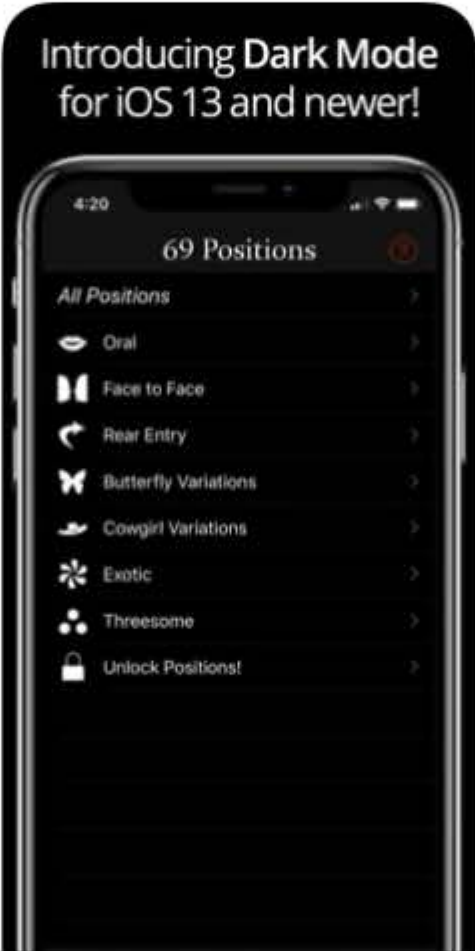 Introducing Dark Mode
for iOS 13 and newer!
4:20
69 Positions
All Positions
Oral
Face to Face
Rear Entry
Butterfly Variations
Cowgirl Variations
Exotic
Threesome
Unlock Positions!